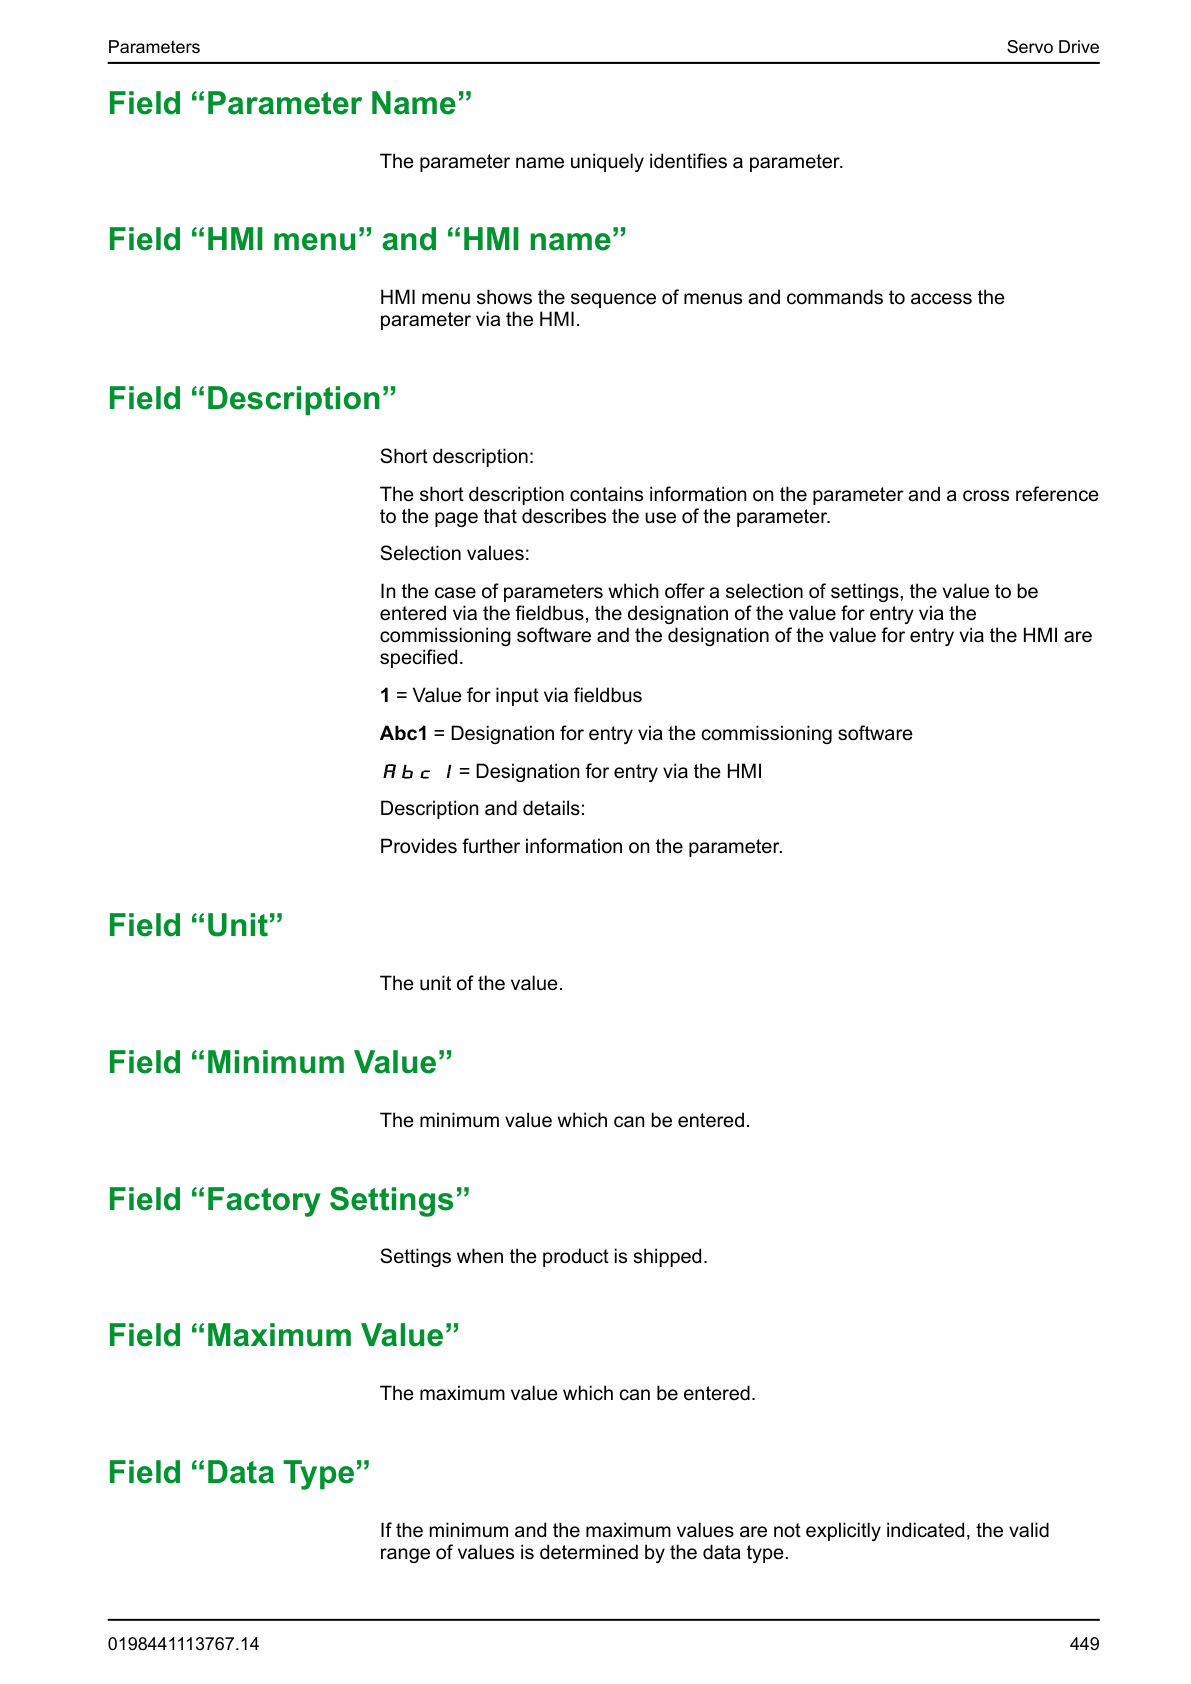 Parameters
Servo Drive
Field “Parameter Name”
The parameter name uniquely identifies a parameter.
Field “HMI menu” and “HMI name”
HMI menu shows the sequence of menus and commands to access the
parameter via the HMI.
Field “Description”
Short description:
The short description contains information on the parameter and a cross reference
to the page that describes the use of the parameter.
Selection values:
In the case of parameters which offer a selection of settings, the value to be
entered via the fieldbus, the designation of the value for entry via the
commissioning software and the designation of the value for entry via the HMI are
specified.
1 = Value for input via fieldbus
Abc1 = Designation for entry via the commissioning software
Abc 1 = Designation for entry via the HMI
Description and details:
Provides further information on the parameter.
Field “Unit”
The unit of the value.
Field “Minimum Value”
The minimum value which can be entered.
Field “Factory Settings”
Settings when the product is shipped.
Field “Maximum Value”
The maximum value which can be entered.
Field “Data Type”
If the minimum and the maximum values are not explicitly indicated, the valid
range of values is determined by the data type.
0198441113767.14
449